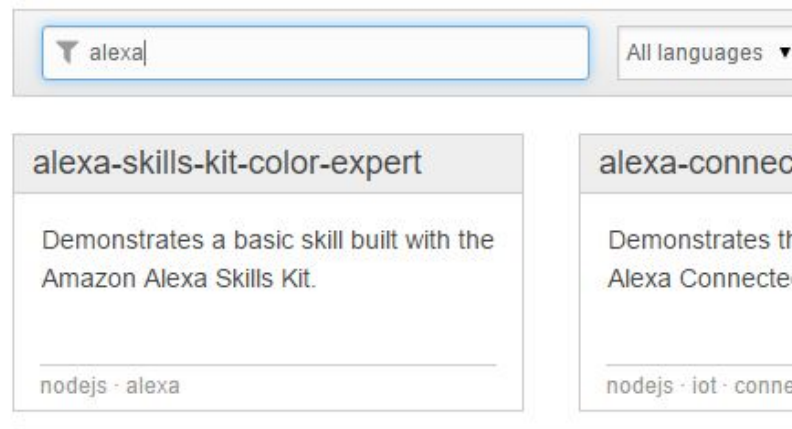 alexa
All languages
alexa-skills-kit-color-expert
Demonstrates a basic skill built with the
Amazon Alexa Skills Kit.
nodejs · alexa
alexa-connec
Demonstrates
Alexa Connecte
nodejs · iot · conne